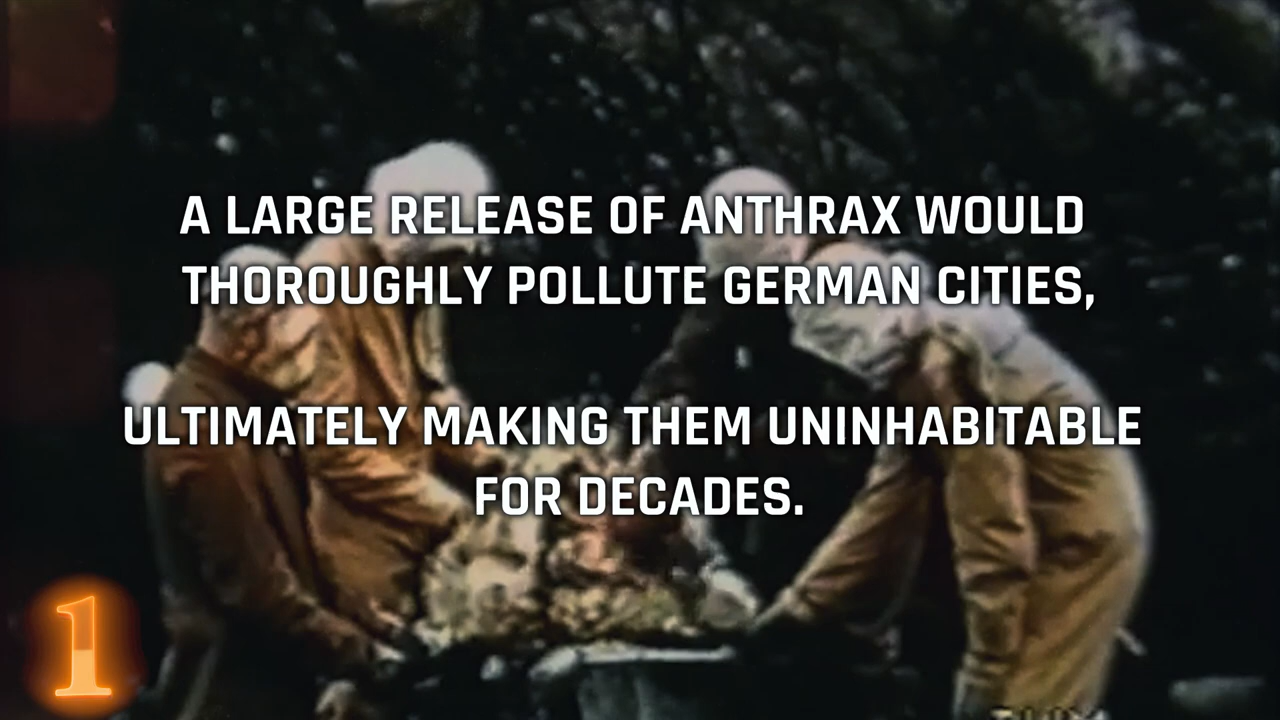 A LARGE RELEASE OF ANTHRAX WOULD
THOROUGHLY POLLUTE GERMAN CITIES,
ULTIMATELY MAKING THEM UNINHABITABLE
FOR DECADES.
1